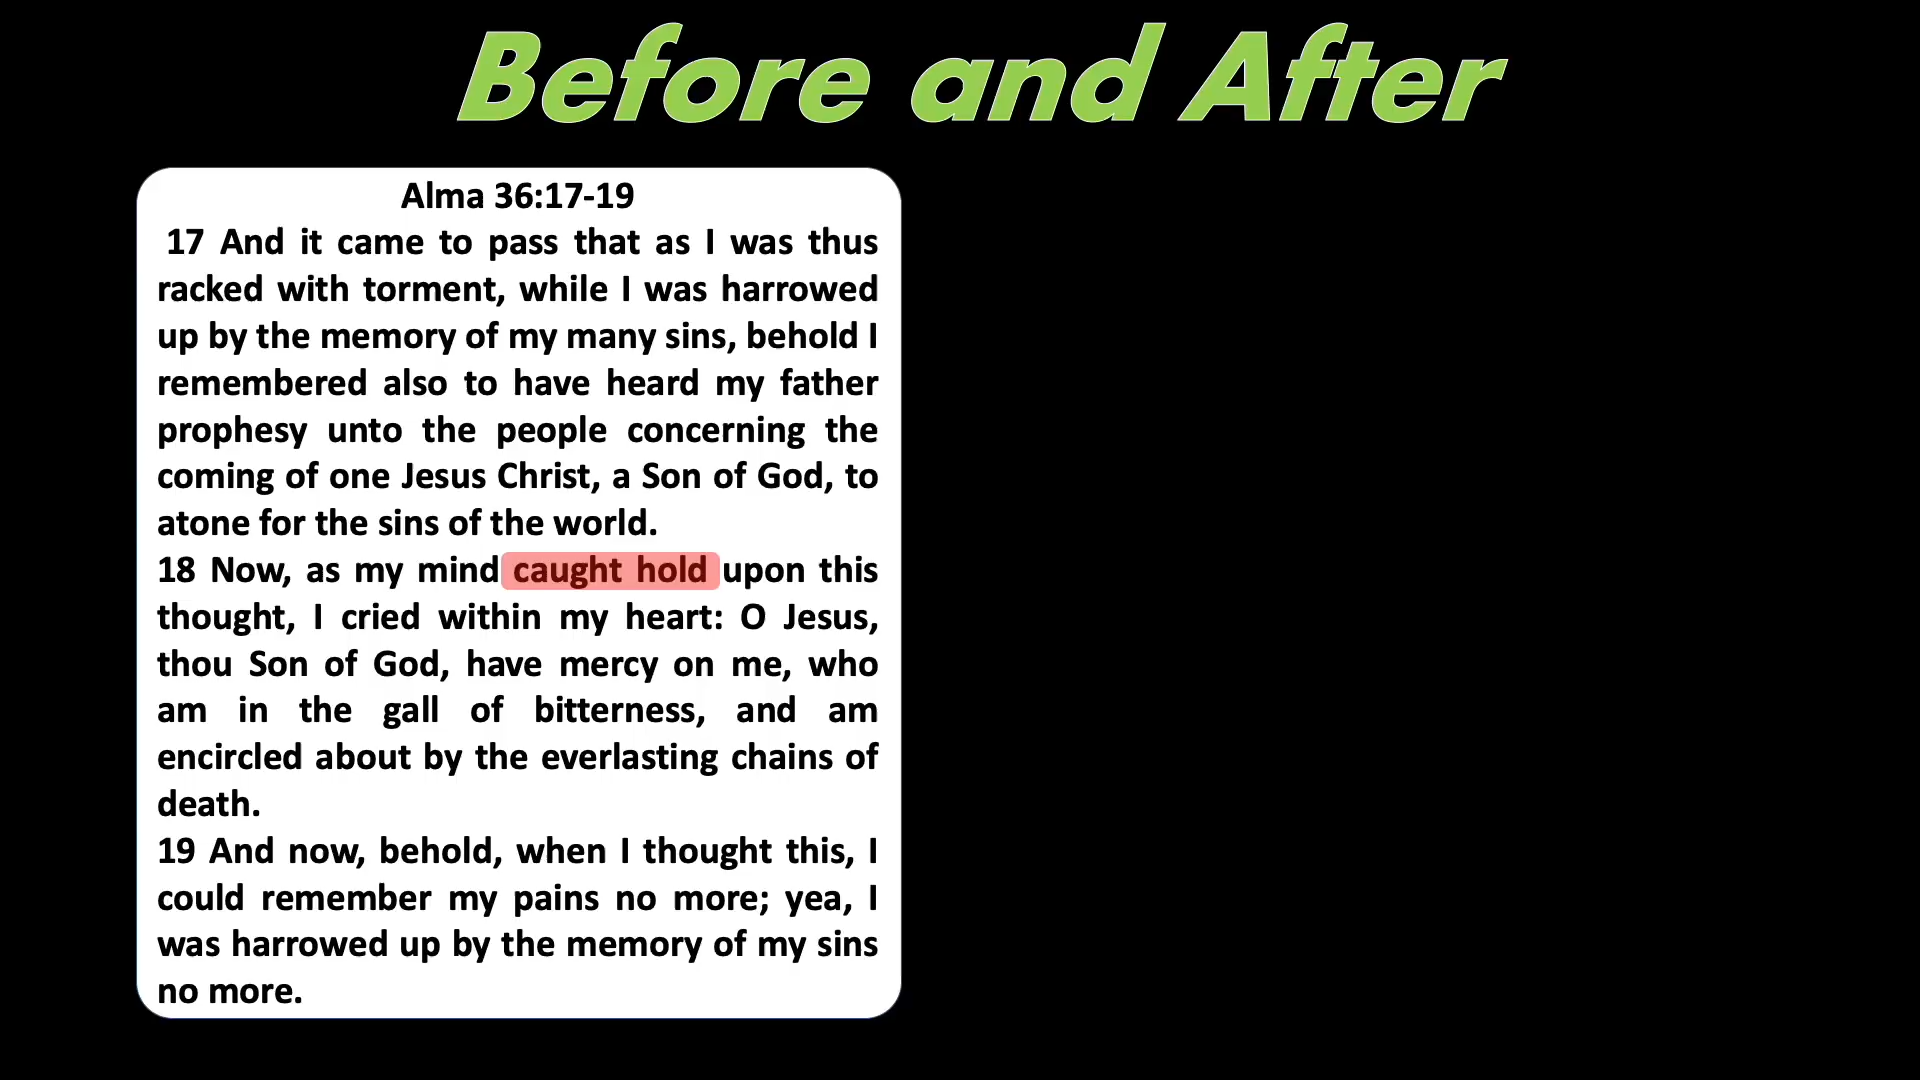 Before and After
Alma 36:17-19
17 And it came to pass that as I was thus
racked with torment, while I was harrowed
up by the memory of my many sins, behold I
remembered also to have heard my father
prophesy unto the people concerning the
coming of one Jesus Christ, a Son of God, to
atone for the sins of the world.
18 Now, as my mind caught hold upon this
thought, I cried within my heart: O Jesus,
thou Son of God, have mercy on me, who
am in the gall of bitterness, and am
encircled about by the everlasting chains of
death.
19 And now, behold, when I thought this, I
could remember my pains no more; yea, I
was harrowed up by the memory of my sins
no more.